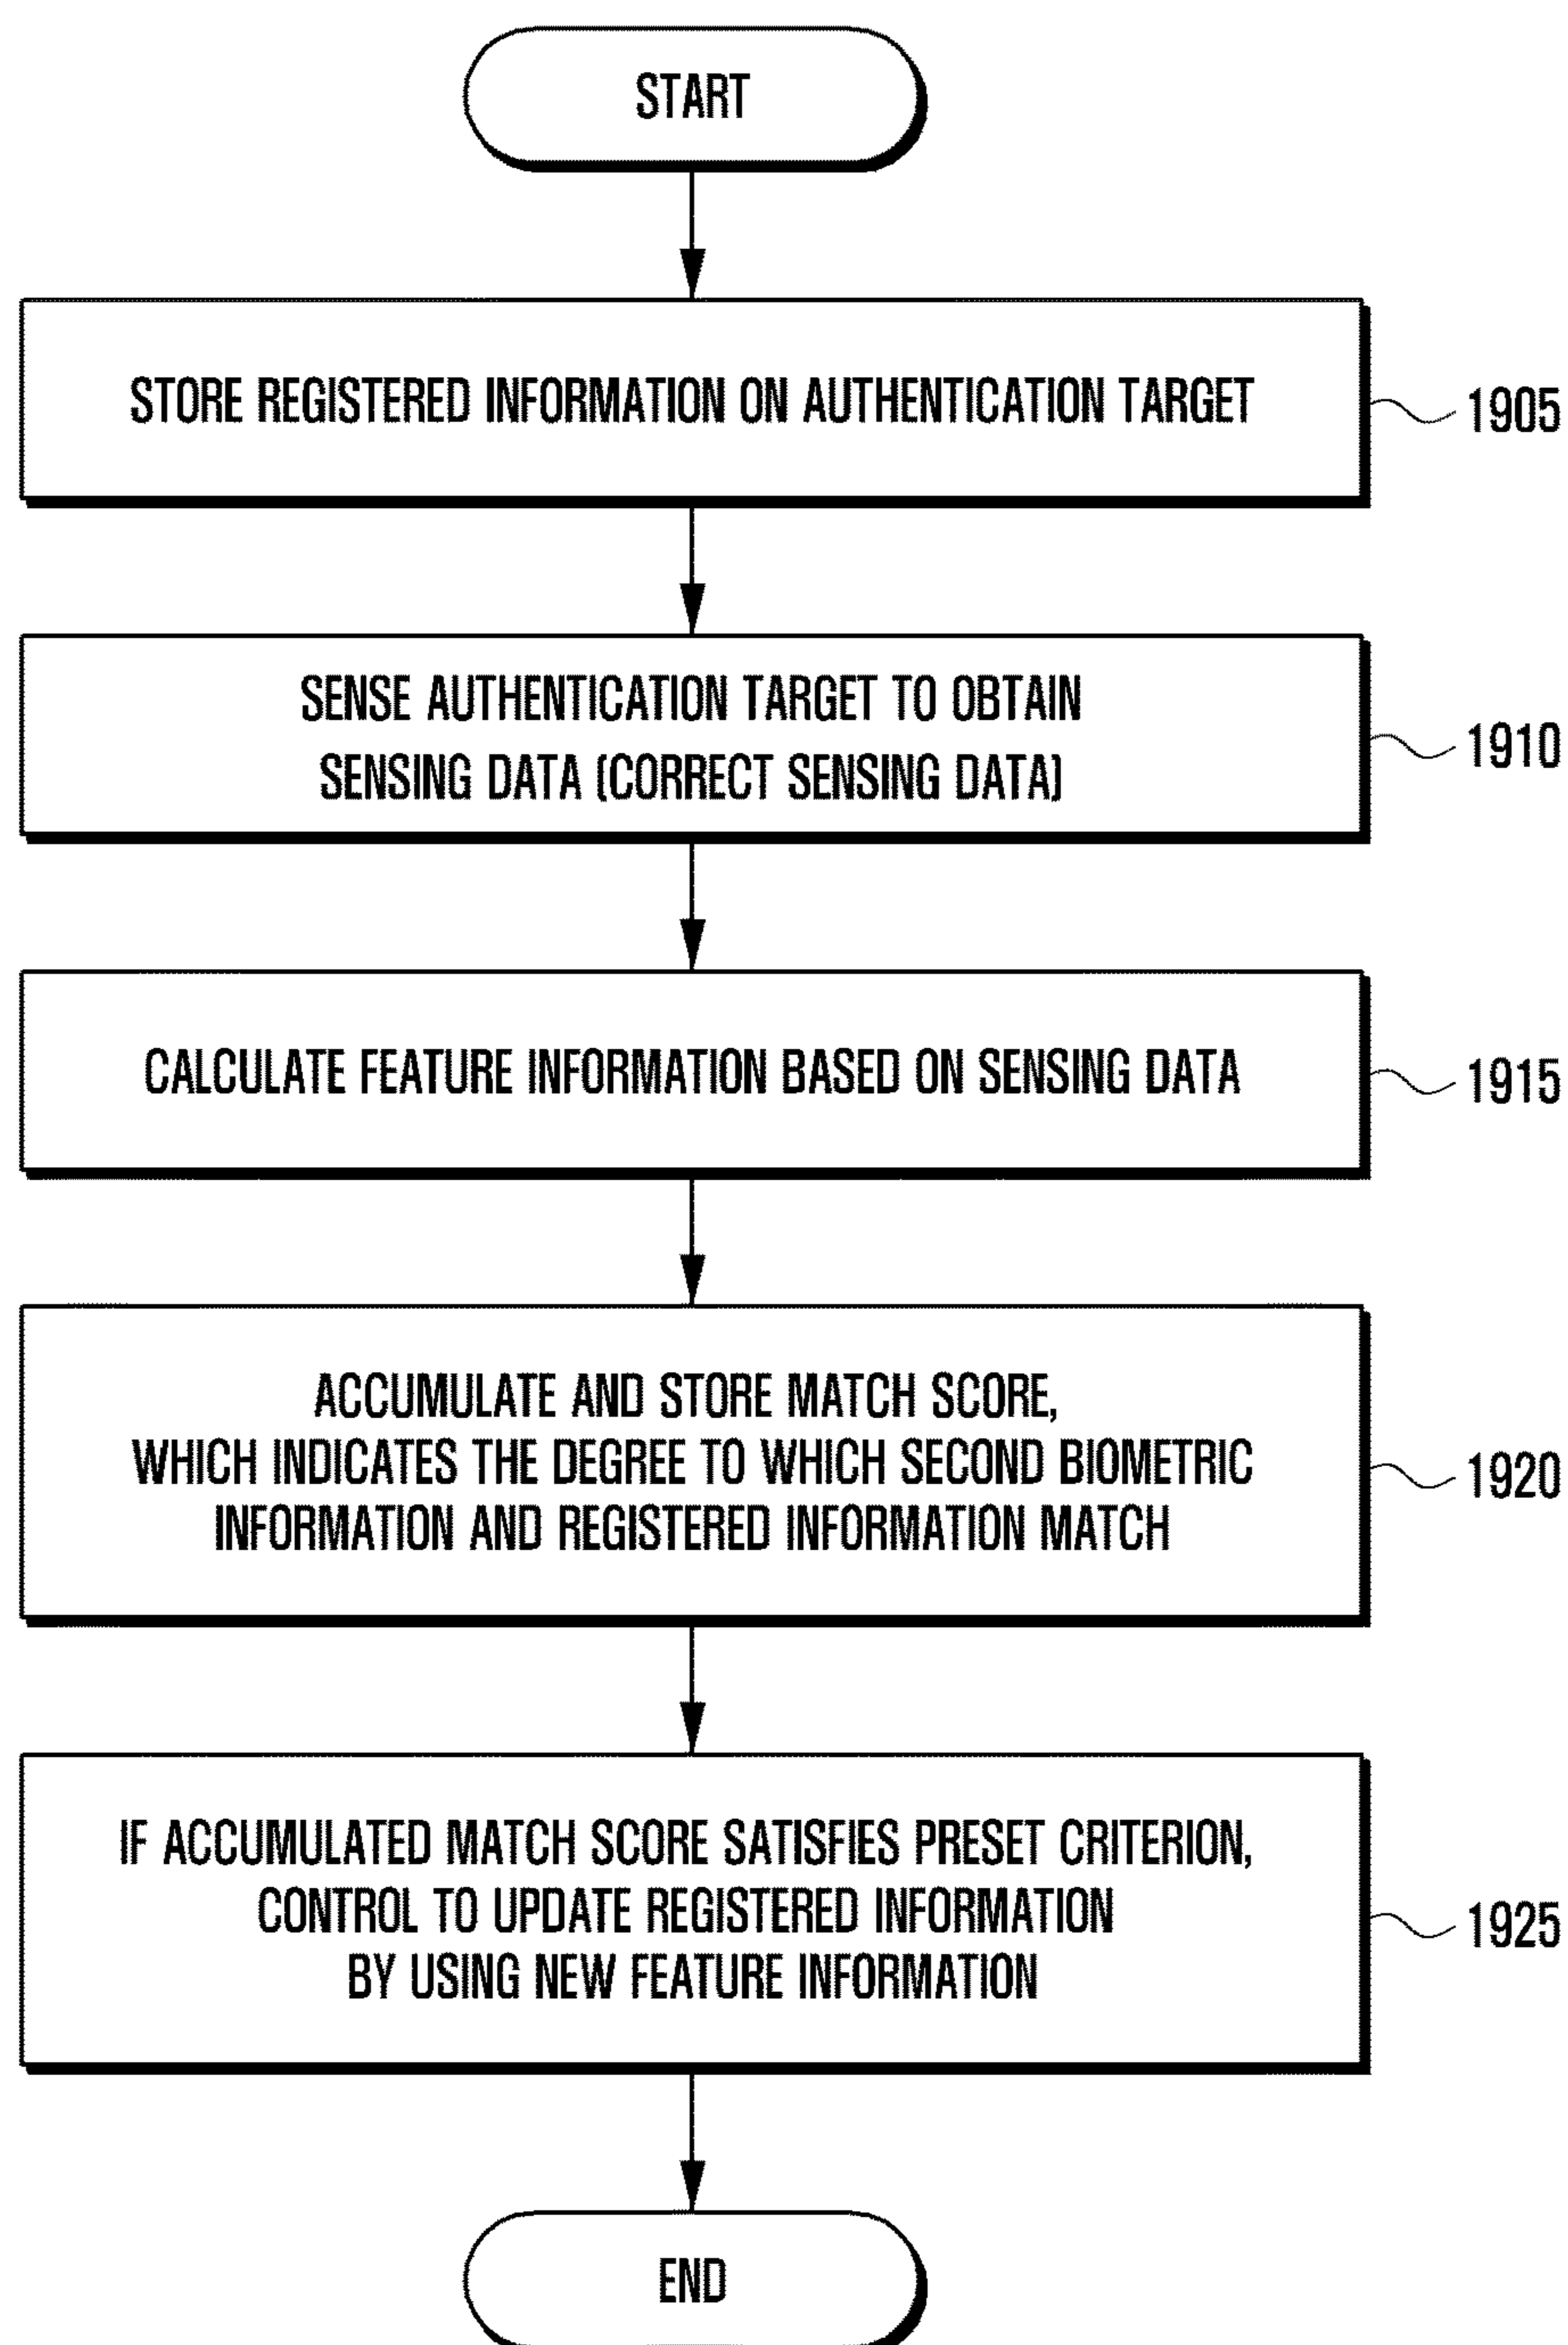 START
STORE REGISTERED INFORMATION ON AUTHENTICATION TARGET
1905
SENSE AUTHENTICATION TARGET TO OBTAIN
SENSING DATA (CORRECT SENSING DATA)
1910
CALCULATE FEATURE INFORMATION BASED ON SENSING DATA
1915
ACCUMULATE AND STORE MATCH SCORE,
WHICH INDICATES THE DEGREE TO WHICH SECOND BIOMETRIC
INFORMATION AND REGISTERED INFORMATION MATCH
1920
IF ACCUMULATED MATCH SCORE SATISFIES PRESET CRITERION,
CONTROL TO UPDATE REGISTERED INFORMATION
BY USING NEW FEATURE INFORMATION
1925
END